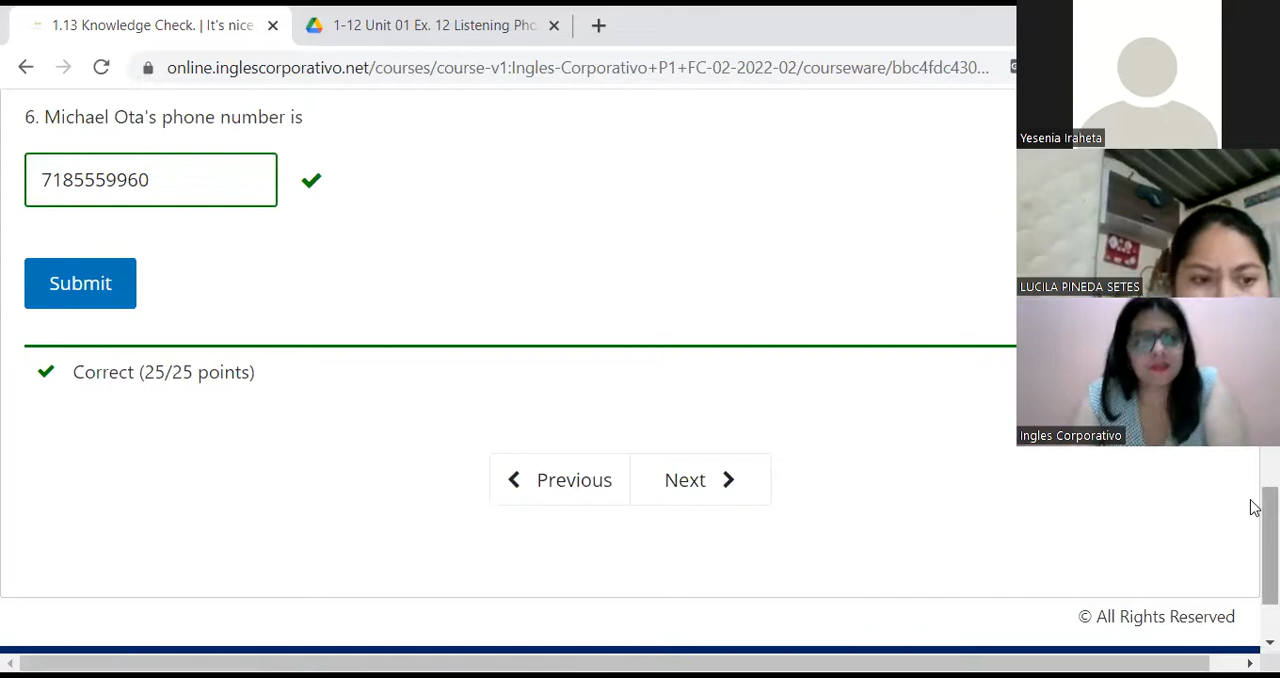 1.13 Knowledge Check. | It's nice
1-12 Unit 01 Ex. 12 Listening Pho
online.inglescorporativo.net/courses/course-v1:Ingles-Corporativo+P1+FC-02-2022-02/courseware/bbc4fdc430...
6. Michael Ota's phone number is
7185559960
Submit
Correct (25/25 points)
Previous
Next
© All Rights Reserved
Yesenia Iraheta
LUCILA PINEDA SETES
Ingles Corporativo